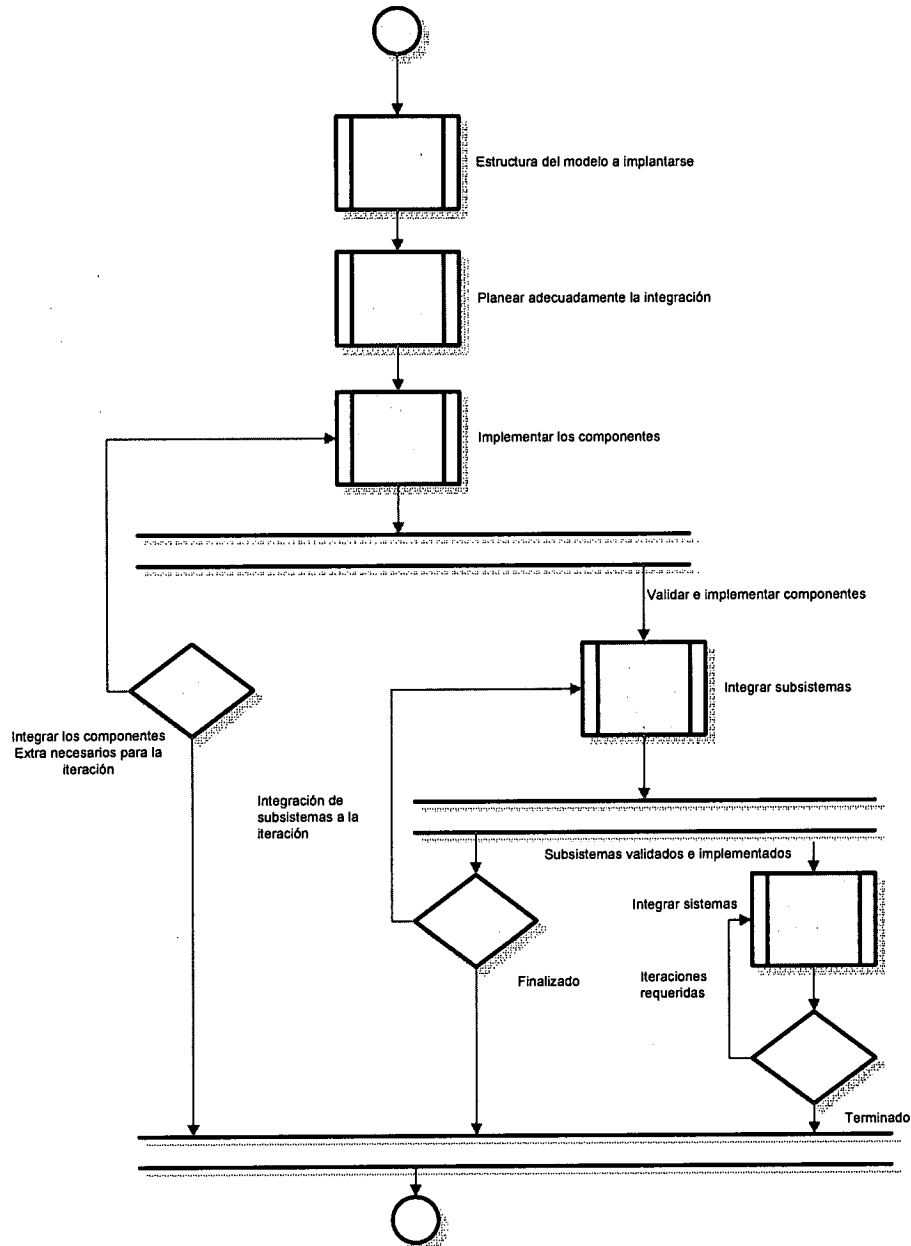 Estructura del modelo a implantarse
Planear adecuadamente la integración
Implementar los componentes
Validar e implementar componentes
Integrar subsistemas
Integrar los componentes
Extra necesarios para la
iteración
Integración de
subsistemas a la
iteración
Subsistemas validados e implementados
Integrar sistemas
Iteraciones
requeridas
Finalizado
Terminado